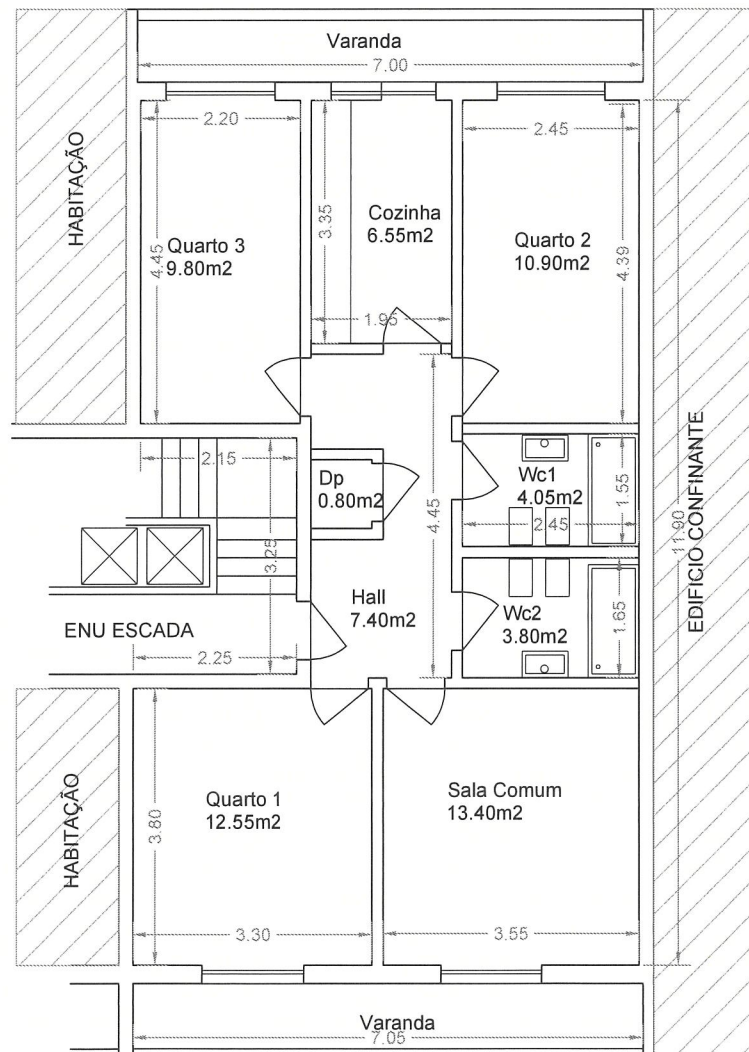 Varanda
7.00
2.20
2.45
HABITAÇÃO
Quarto 3
9.80m2
4.45
3.35
Cozinha
6.55m2
Quarto 2
10.90m2
4.39
1.95
2.15
Dp
0.80m2
4.45
Wc1
4.05m2
2.45
1.55
11.90
EDIFICIO CONFINANTE
3.25
Hall
7.40m2
Wc2
3.80m2
1.65
ENU ESCADA
2.25
HABITAÇÃO
3.80
Quarto 1
12.55m2
Sala Comum
13.40m2
3.30
3.55
Varanda
7.05